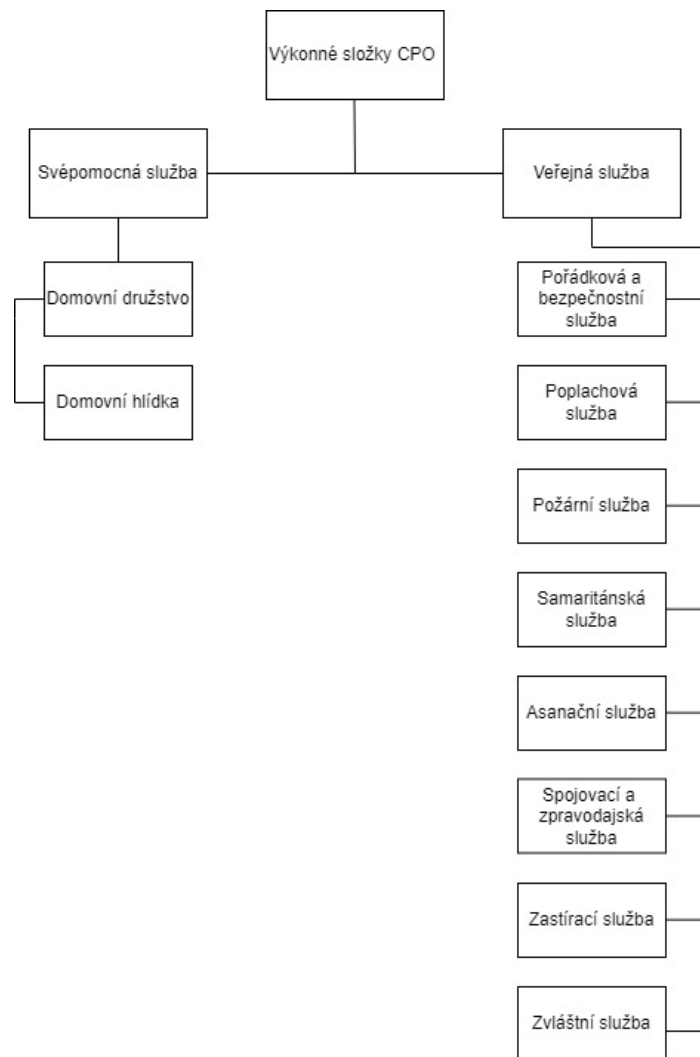 Výkonné složky CPO
Svépomocná služba
Veřejná služba
Domovní družstvo
Domovní hlídka
Pořádková a
bezpečnostní
služba
Poplachová
služba
Požární služba
Samaritánská
služba
Asanační služba
Spojovací a
zpravodajská
služba
Zastírací služba
Zvláštní služba